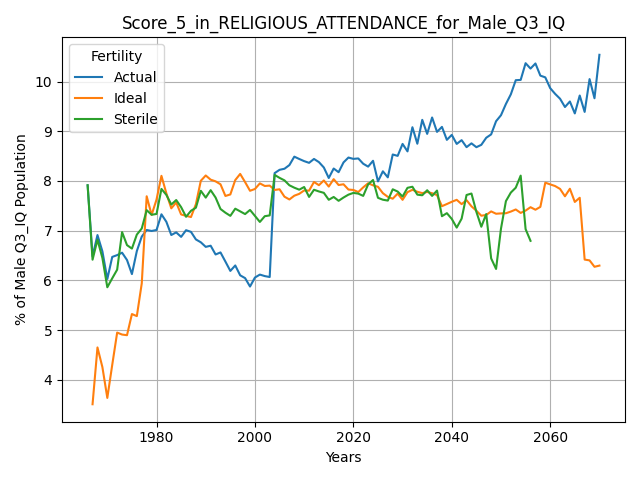 Score_5_in_RELIGIOUS_ATTENDANCE_for_Male_Q3_IQ
Fertility
Actual
Ideal
Sterile
% of Male Q3_IQ Population
10
9
8
7
6
5
4
1980 2000 2020 2040 2060
Years